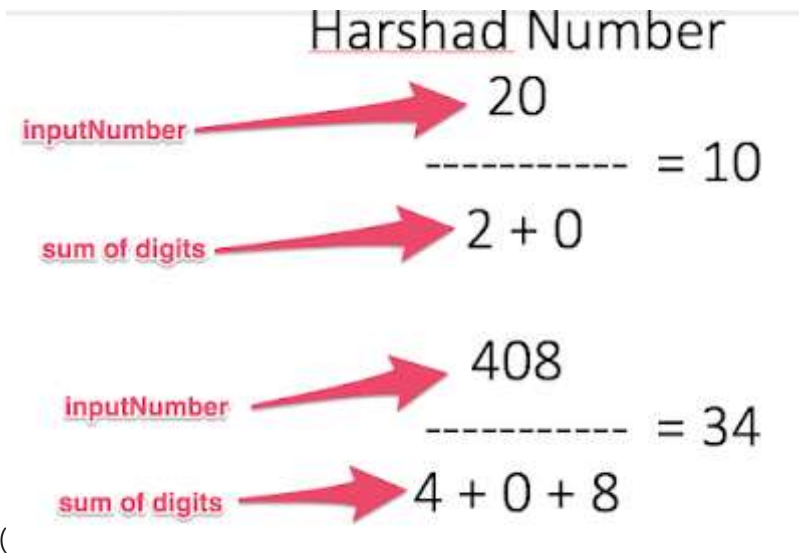 Harshad Number
20
inputNumber
----------- = 10
sum of digits
2 + 0
408
inputNumber
----------- = 34
sum of digits
4 + 0 + 8
(